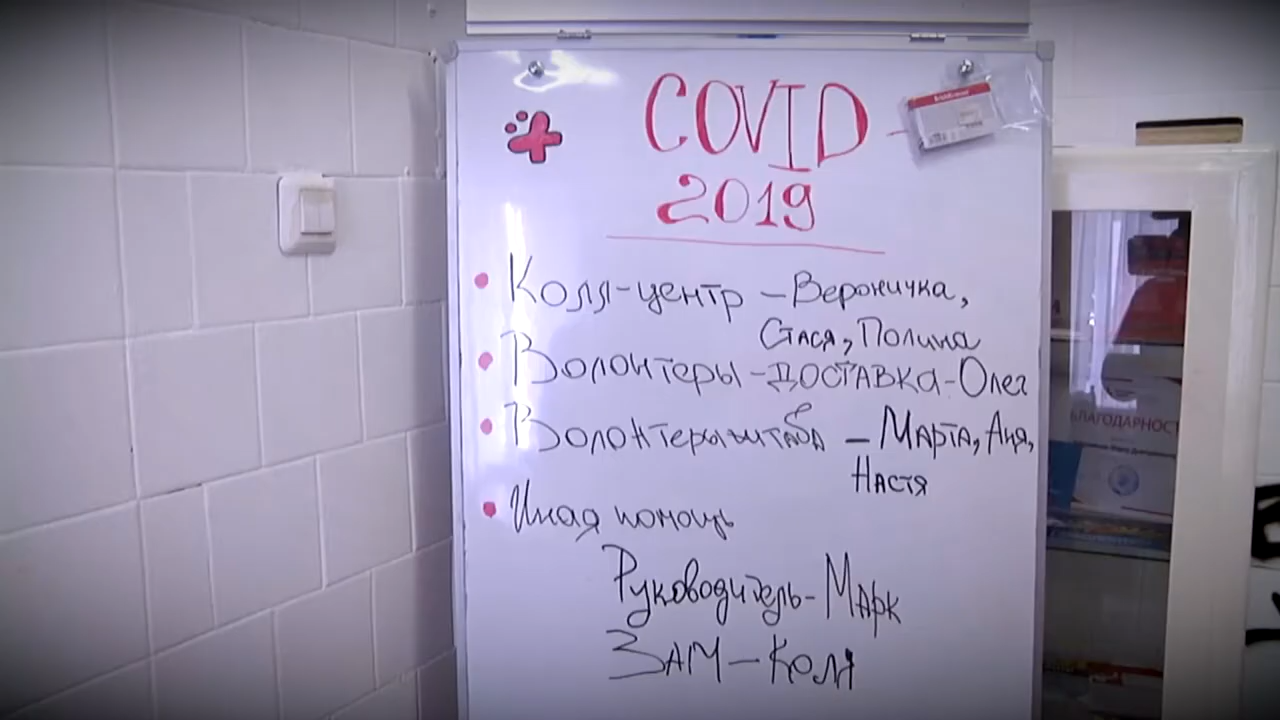 COVID -
2019
• Колл-центр – Вероничка,
Стася, Полина
• Волонтеры - ДОСТАВКА - Олег
• Волонтеры штаба – Марта, Аня,
Настя
• Иная помощь
Руководитель - Марк
ЗАМ – Коля
БЛАГОДАРНОСТ